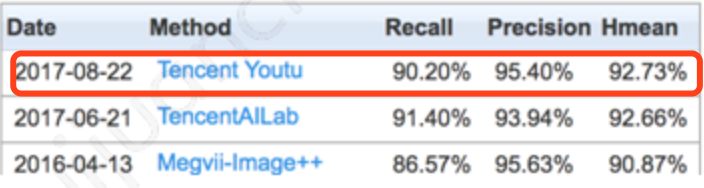 Date Method Recall Precision Hmean
2017-08-22 Tencent Youtu 90.20% 95.40% 92.73%
2017-06-21 TencentAILab 91.40% 93.94% 92.66%
2016-04-13 Megvii-Image++ 86.57% 95.63% 90.87%